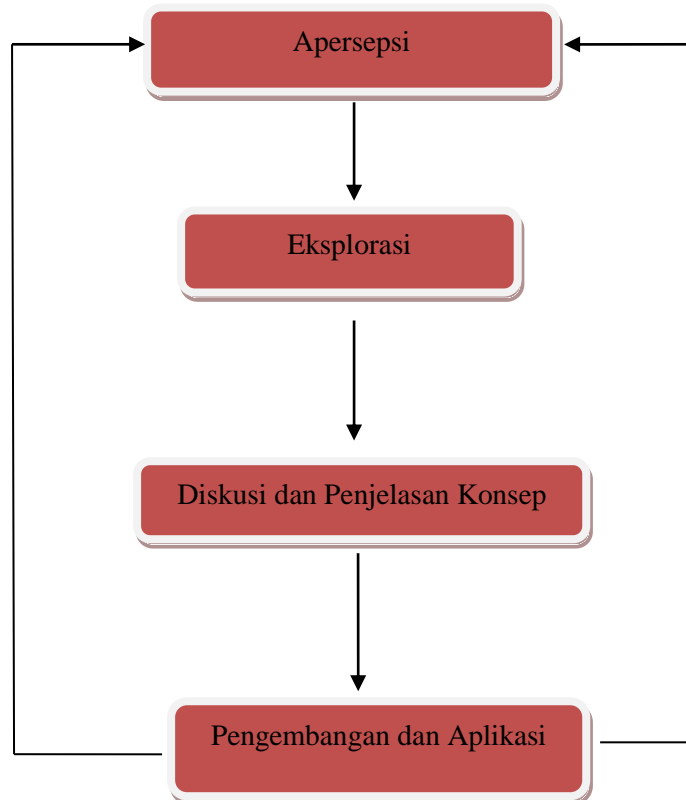 Apersepsi
Eksplorasi
Diskusi dan Penjelasan Konsep
Pengembangan dan Aplikasi